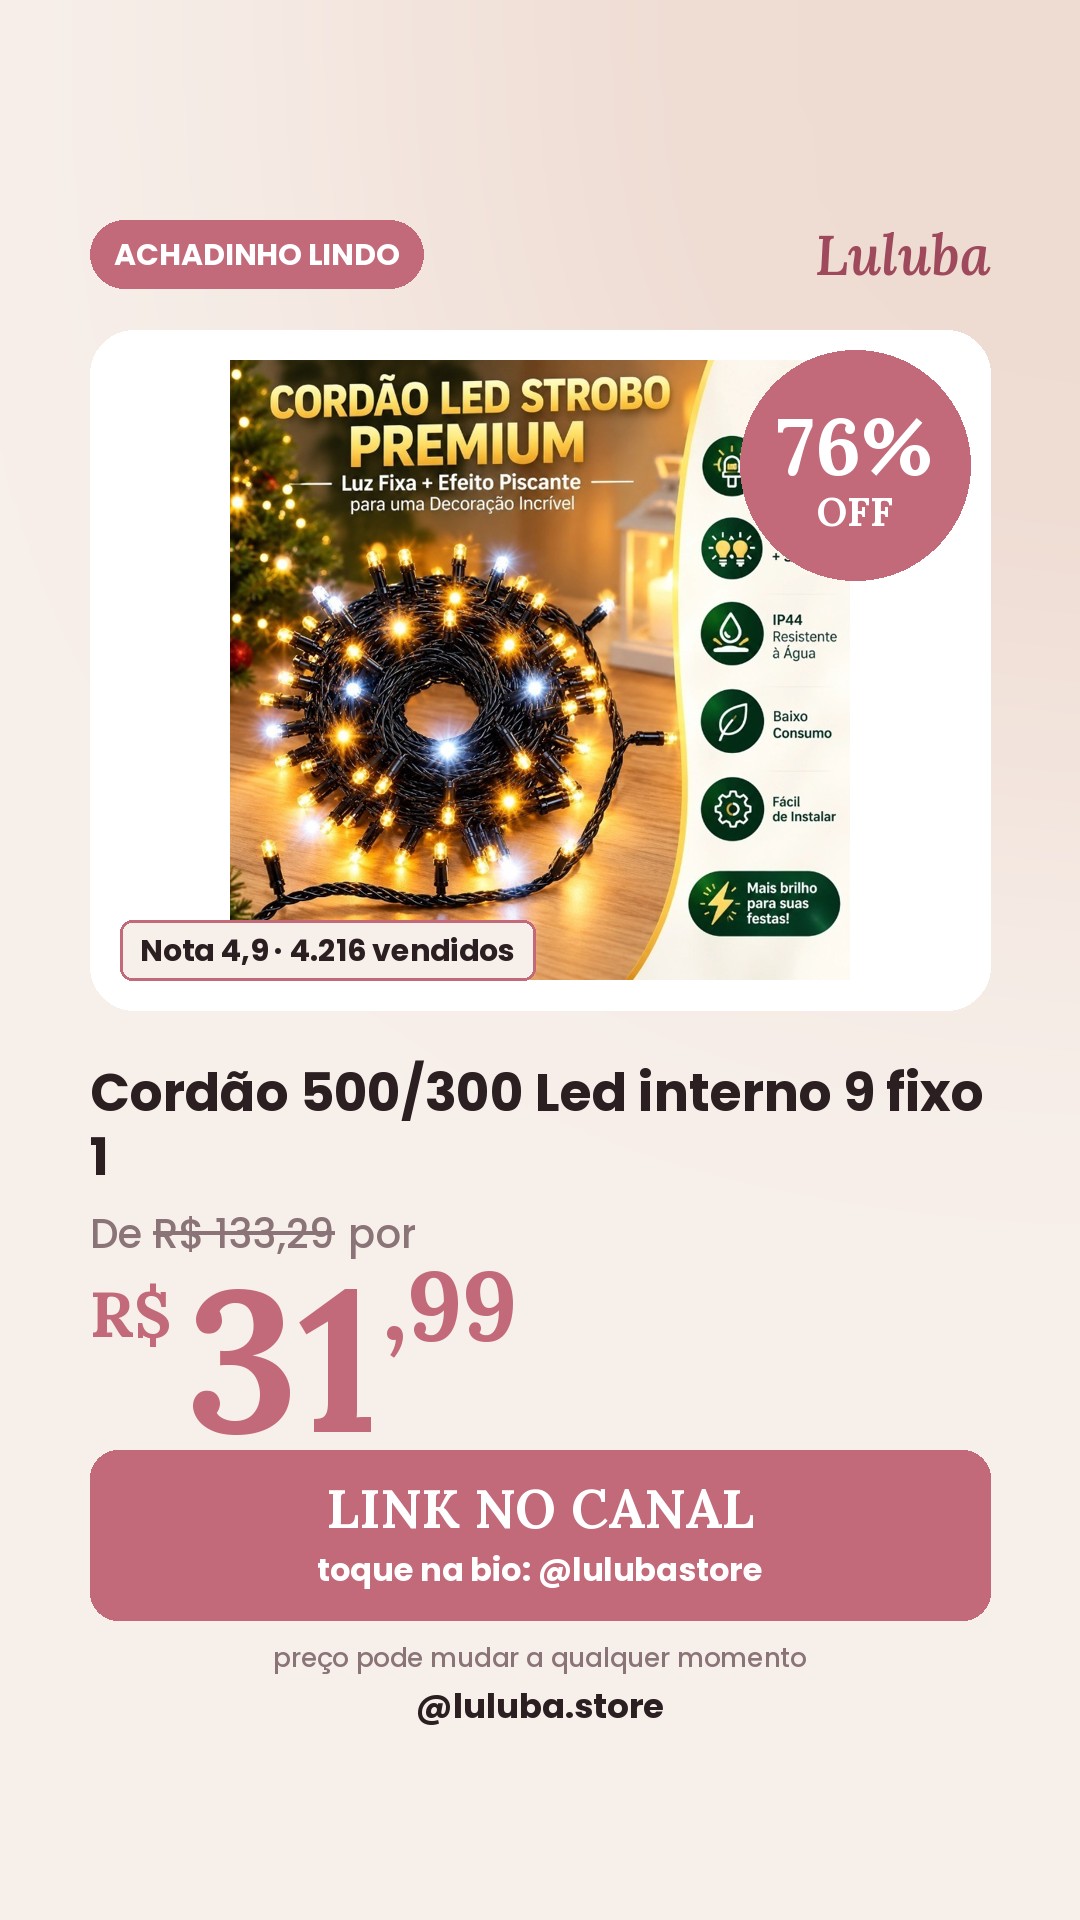 ACHADINHO LINDO
Luluba
CORDÃO LED STROBO
PREMIUM
Luz Fixa + Efeito Piscante
para uma Decoração Incrível
76%
OFF
IP44
Resistente
à Água
Baixo
Consumo
Fácil
de Instalar
Mais brilho
para suas
festas!
Nota 4,9 · 4.216 vendidos
Cordão 500/300 Led interno 9 fixo
1
De R$ 133,29 por
R$ 31,99
LINK NO CANAL
toque na bio: @lulubastore
preço pode mudar a qualquer momento
@luluba.store